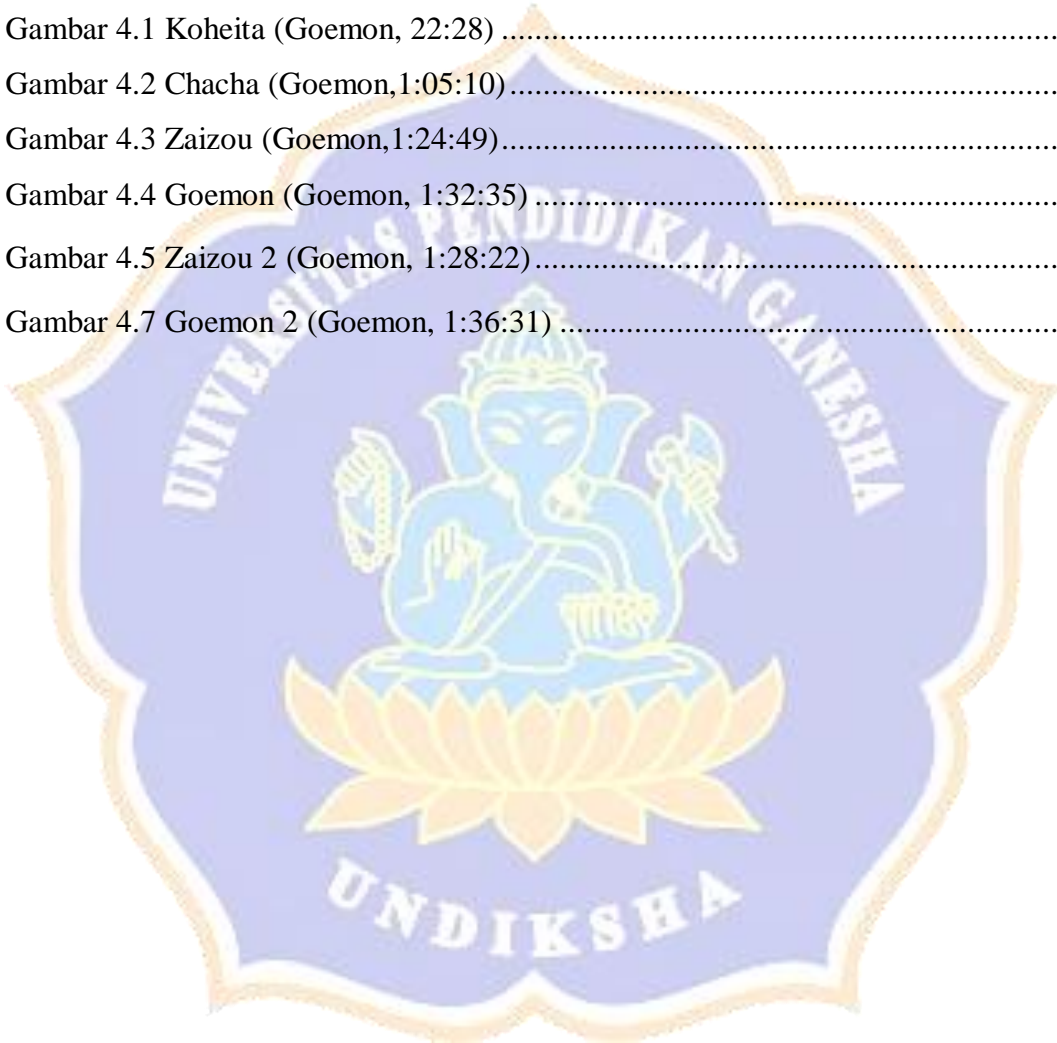 Gambar 4.1 Koheita (Goemon, 22:28) ....................................................................
Gambar 4.2 Chacha (Goemon,1:05:10) ...................................................................
Gambar 4.3 Zaizou (Goemon,1:24:49)....................................................................
Gambar 4.4 Goemon (Goemon, 1:32:35) ................................................................
Gambar 4.5 Zaizou 2 (Goemon, 1:28:22)................................................................
Gambar 4.7 Goemon 2 (Goemon, 1:36:31) .............................................................
UNIVERSITAS PENDIDIKAN GANESHA
UNDIKSHA